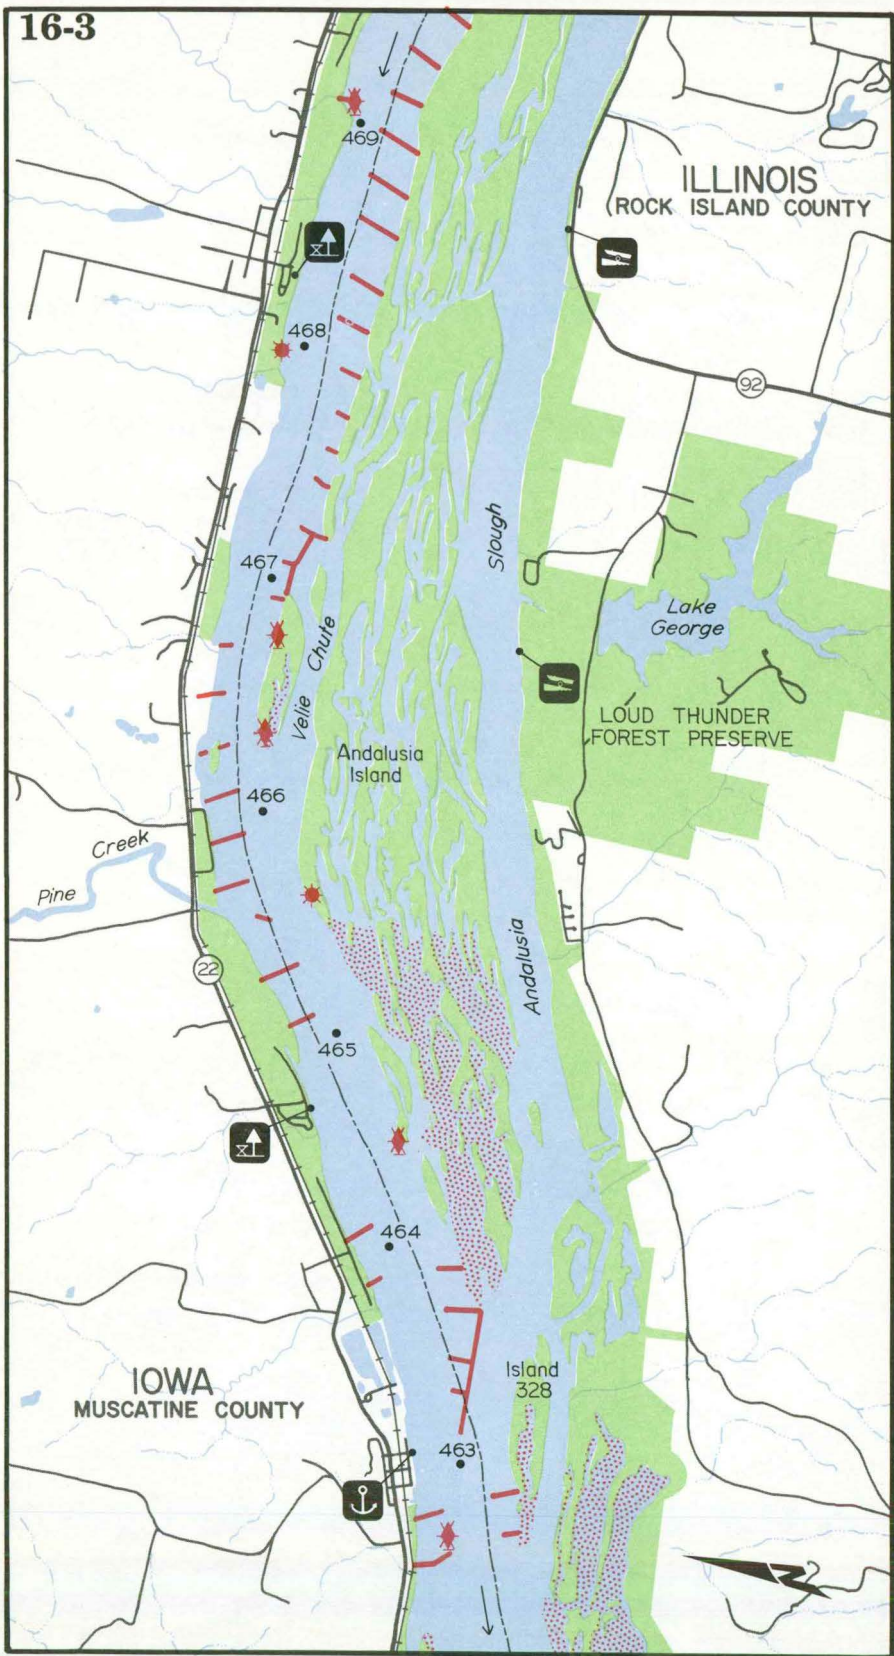 16-3
469
ILLINOIS
(ROCK ISLAND COUNTY
468
92
Slough
467
Lake
George
Chute
Velie
LOUD THUNDER
FOREST PRESERVE
Andalusia
Island
466
Creek
Pine
Andalusia
22
465
464
Island
328
IOWA
MUSCATINE COUNTY
463
N